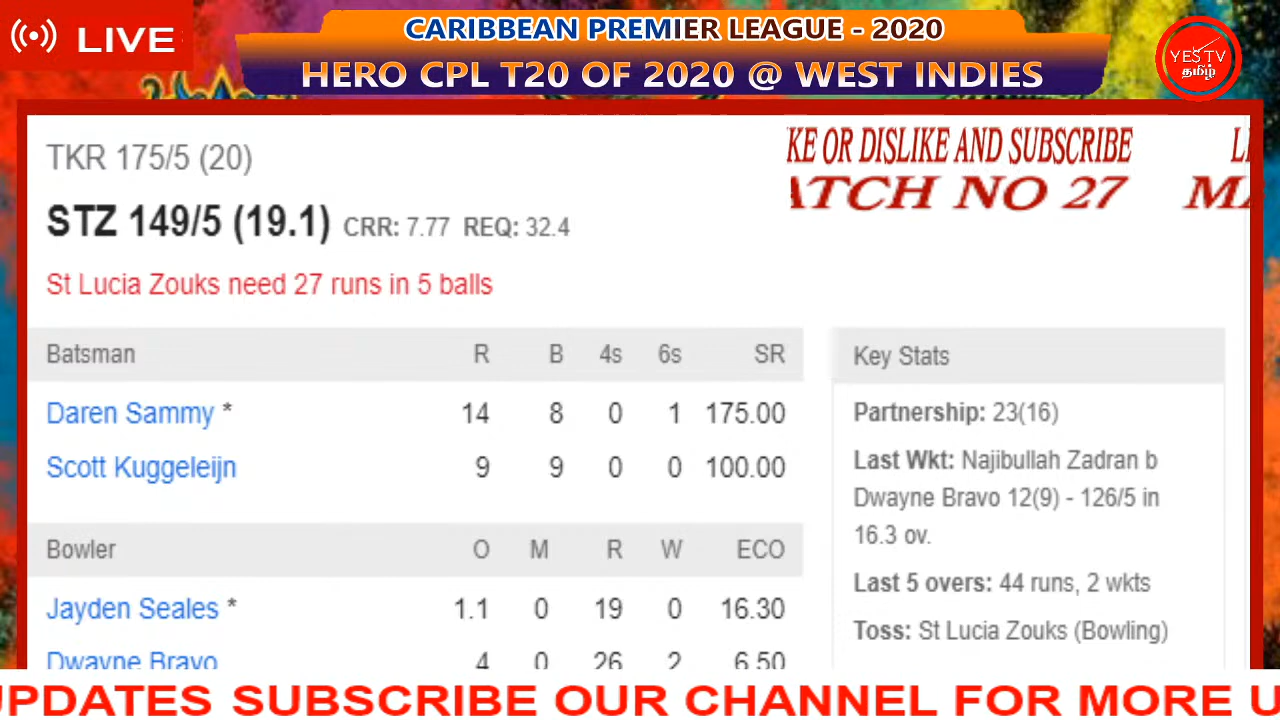 LIVE
CARIBBEAN PREMIER LEAGUE - 2020
HERO CPL T20 OF 2020 @ WEST INDIES
YES TV
தமிழ்
TKR 175/5 (20)
KE OR DISLIKE AND SUBSCRIBE LI
ATCH NO 27 MA
STZ 149/5 (19.1) CRR: 7.77 REQ: 32.4
St Lucia Zouks need 27 runs in 5 balls
Batsman R B 4s 6s SR
Daren Sammy * 14 8 0 1 175.00
Scott Kuggeleijn 9 9 0 0 100.00
Bowler O M R W ECO
Jayden Seales * 1.1 0 19 0 16.30
Dwayne Bravo 4 0 26 2 6.50
Key Stats
Partnership: 23(16)
Last Wkt: Najibullah Zadran b
Dwayne Bravo 12(9) - 126/5 in
16.3 ov.
Last 5 overs: 44 runs, 2 wkts
Toss: St Lucia Zouks (Bowling)
UPDATES SUBSCRIBE OUR CHANNEL FOR MORE U